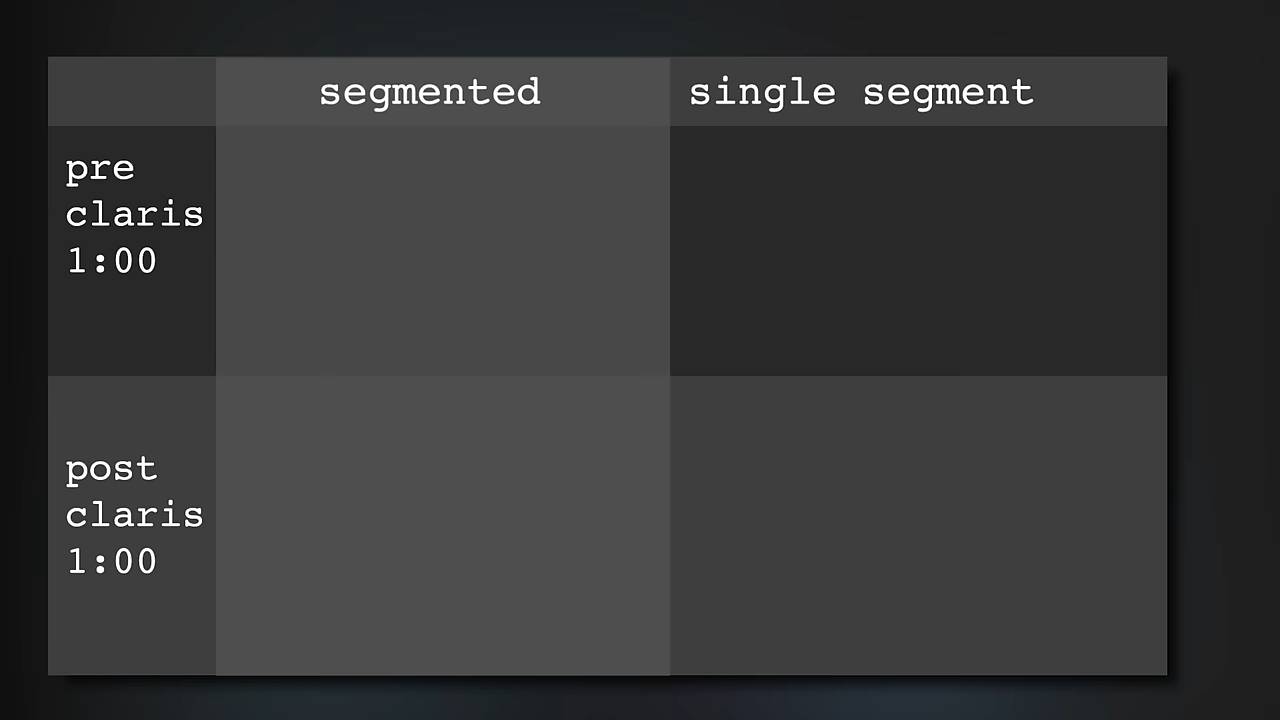 segmented
single segment
pre
claris
1:00
post
claris
1:00